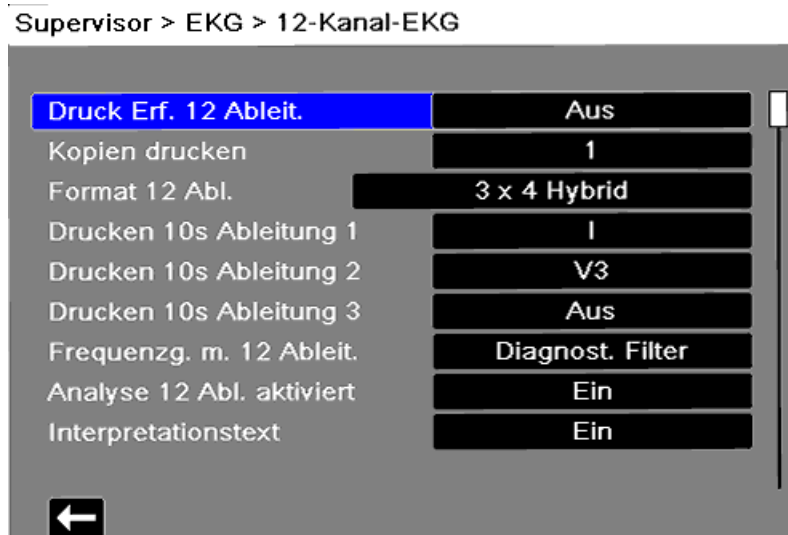 Supervisor > EKG > 12-Kanal-EKG
Druck Erf. 12 Ableit. Aus
Kopien drucken 1
Format 12 Abl. 3 x 4 Hybrid
Drucken 10s Ableitung 1 I
Drucken 10s Ableitung 2 V3
Drucken 10s Ableitung 3 Aus
Frequenzg. m. 12 Ableit. Diagnost. Filter
Analyse 12 Abl. aktiviert Ein
Interpretationstext Ein